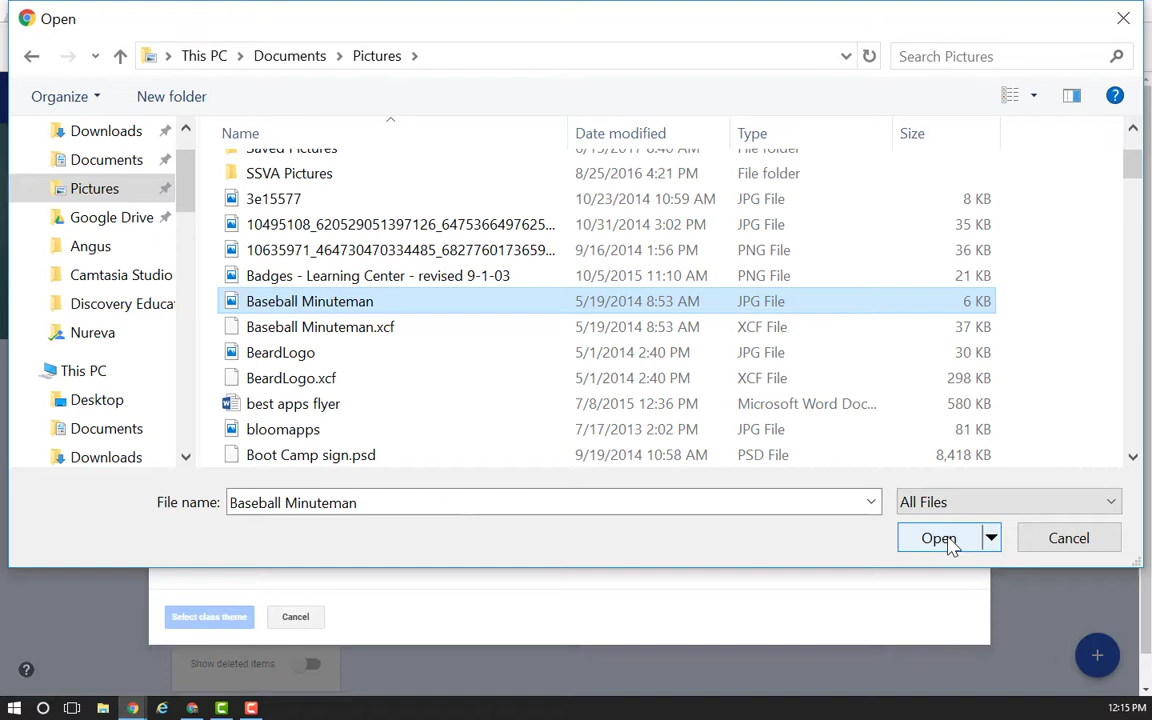 Open
This PC Documents Pictures
Search Pictures
Organize New folder
Name Date modified Type Size
Downloads
Documents
Pictures
Google Drive
Angus
Camtasia Studio
Discovery Educa
Nureva
This PC
Desktop
Documents
Downloads
Saved Pictures 6/15/2017 8:40 AM File folder
SSVA Pictures 8/25/2016 4:21 PM File folder
3e15577 10/23/2014 10:59 AM JPG File 8 KB
10495108_620529051397126_6475366497625... 10/31/2014 3:02 PM JPG File 35 KB
10635971_464730470334485_6827760173659... 9/16/2014 1:56 PM PNG File 36 KB
Badges - Learning Center - revised 9-1-03 10/5/2015 11:10 AM PNG File 21 KB
Baseball Minuteman 5/19/2014 8:53 AM JPG File 6 KB
Baseball Minuteman.xcf 5/19/2014 8:53 AM XCF File 37 KB
BeardLogo 5/1/2014 2:40 PM JPG File 30 KB
BeardLogo.xcf 5/1/2014 2:40 PM XCF File 298 KB
best apps flyer 7/8/2015 12:36 PM Microsoft Word Doc... 580 KB
bloomapps 7/17/2013 2:02 PM JPG File 81 KB
Boot Camp sign.psd 9/19/2014 10:58 AM PSD File 8,418 KB
File name: Baseball Minuteman All Files
Open Cancel
Select class theme Cancel
Show deleted items
12:15 PM